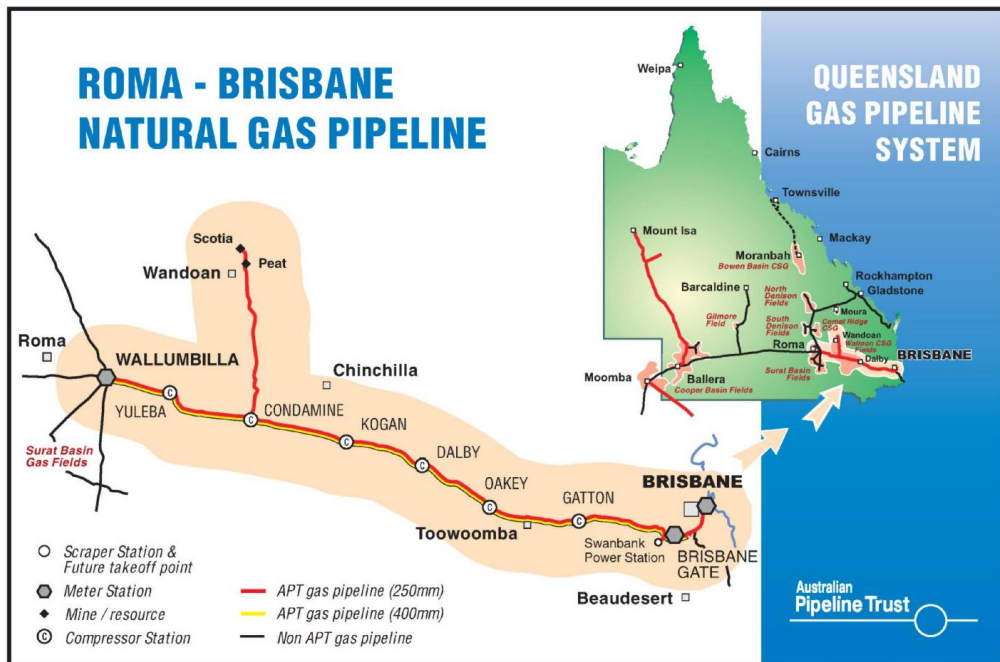 ROMA - BRISBANE
NATURAL GAS PIPELINE
QUEENSLAND
GAS PIPELINE
SYSTEM
Weipa
Cairns
Townsville
Mount Isa
Mackay
Moranbah
Bowen Basin CSG
Rockhampton
Gladstone
Barcaldine
North
Denison
Fields
Moura
Gilmore
Field
South
Denison
Fields
Comet Ridge
CSG
Wandoan
Walloon CSG
Fields
Roma
Dalby
BRISBANE
Surat Basin
Fields
Moomba
Ballera
Cooper Basin Fields
Scotia
Peat
Wandoan
Roma
WALLUMBILLA
Chinchilla
YULEBA
CONDAMINE
KOGAN
Surat Basin
Gas Fields
DALBY
OAKEY
GATTON
BRISBANE
Toowoomba
Swanbank
Power Station
BRISBANE
GATE
Beaudesert
Scraper Station &
Future takeoff point
Meter Station
Mine / resource
C Compressor Station
APT gas pipeline (250mm)
APT gas pipeline (400mm)
Non APT gas pipeline
C
C
C
C
C
C
Australian
Pipeline Trust